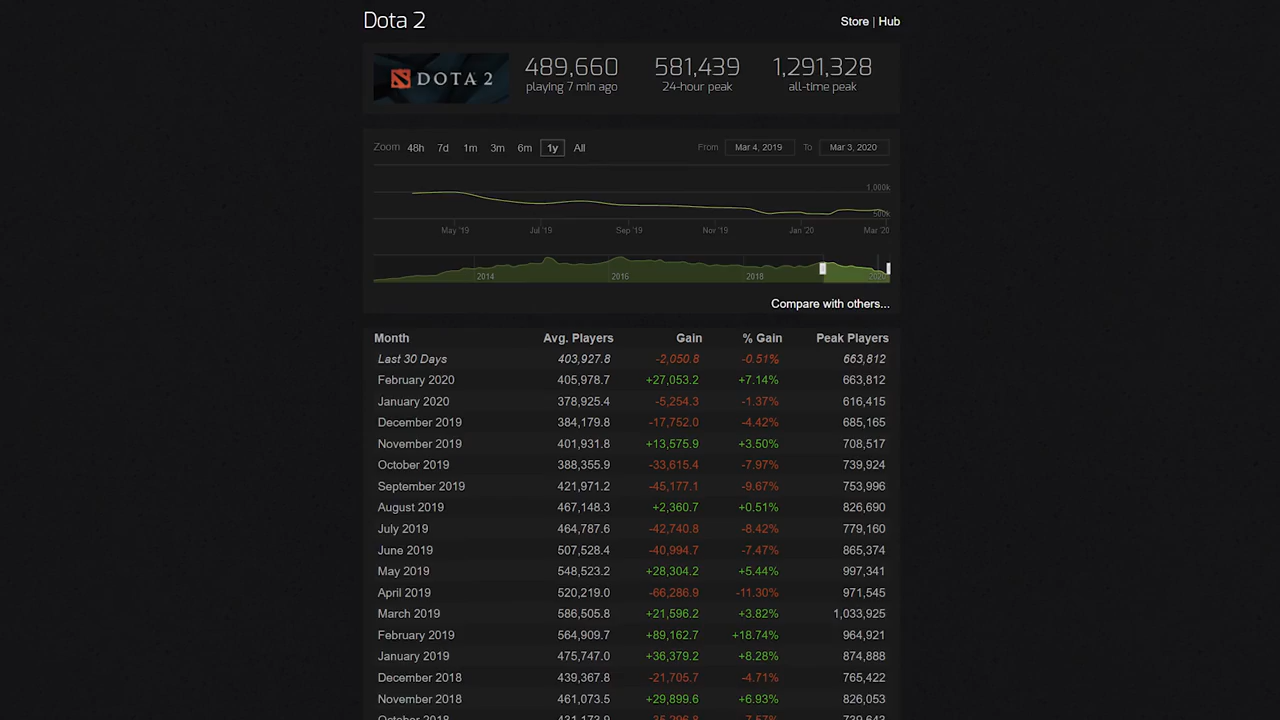 Dota 2
Store | Hub
DOTA 2
489,660 581,439 1,291,328
playing 7 min ago 24-hour peak all-time peak
Zoom 48h 7d 1m 3m 6m 1y All From Mar 4, 2019 To Mar 3, 2020
1,000k
500k
May '19 Jul '19 Sep '19 Nov '19 Jan '20 Mar '20
2014 2016 2018 2020
Compare with others...
Month Avg. Players Gain % Gain Peak Players
Last 30 Days 403,927.8 -2,050.8 -0.51% 663,812
February 2020 405,978.7 +27,053.2 +7.14% 663,812
January 2020 378,925.4 -5,254.3 -1.37% 616,415
December 2019 384,179.8 -17,752.0 -4.42% 685,165
November 2019 401,931.8 +13,575.9 +3.50% 708,517
October 2019 388,355.9 -33,615.4 -7.97% 739,924
September 2019 421,971.2 -45,177.1 -9.67% 753,996
August 2019 467,148.3 +2,360.7 +0.51% 826,690
July 2019 464,787.6 -42,740.8 -8.42% 779,160
June 2019 507,528.4 -40,994.7 -7.47% 865,374
May 2019 548,523.2 +28,304.2 +5.44% 997,341
April 2019 520,219.0 -66,286.9 -11.30% 971,545
March 2019 586,505.8 +21,596.2 +3.82% 1,033,925
February 2019 564,909.7 +89,162.7 +18.74% 964,921
January 2019 475,747.0 +36,379.2 +8.28% 874,888
December 2018 439,367.8 -21,705.7 -4.71% 765,422
November 2018 461,073.5 +29,899.6 +6.93% 826,053
October 2018 431,173.9 -35,296.8 -7.57% 739,643